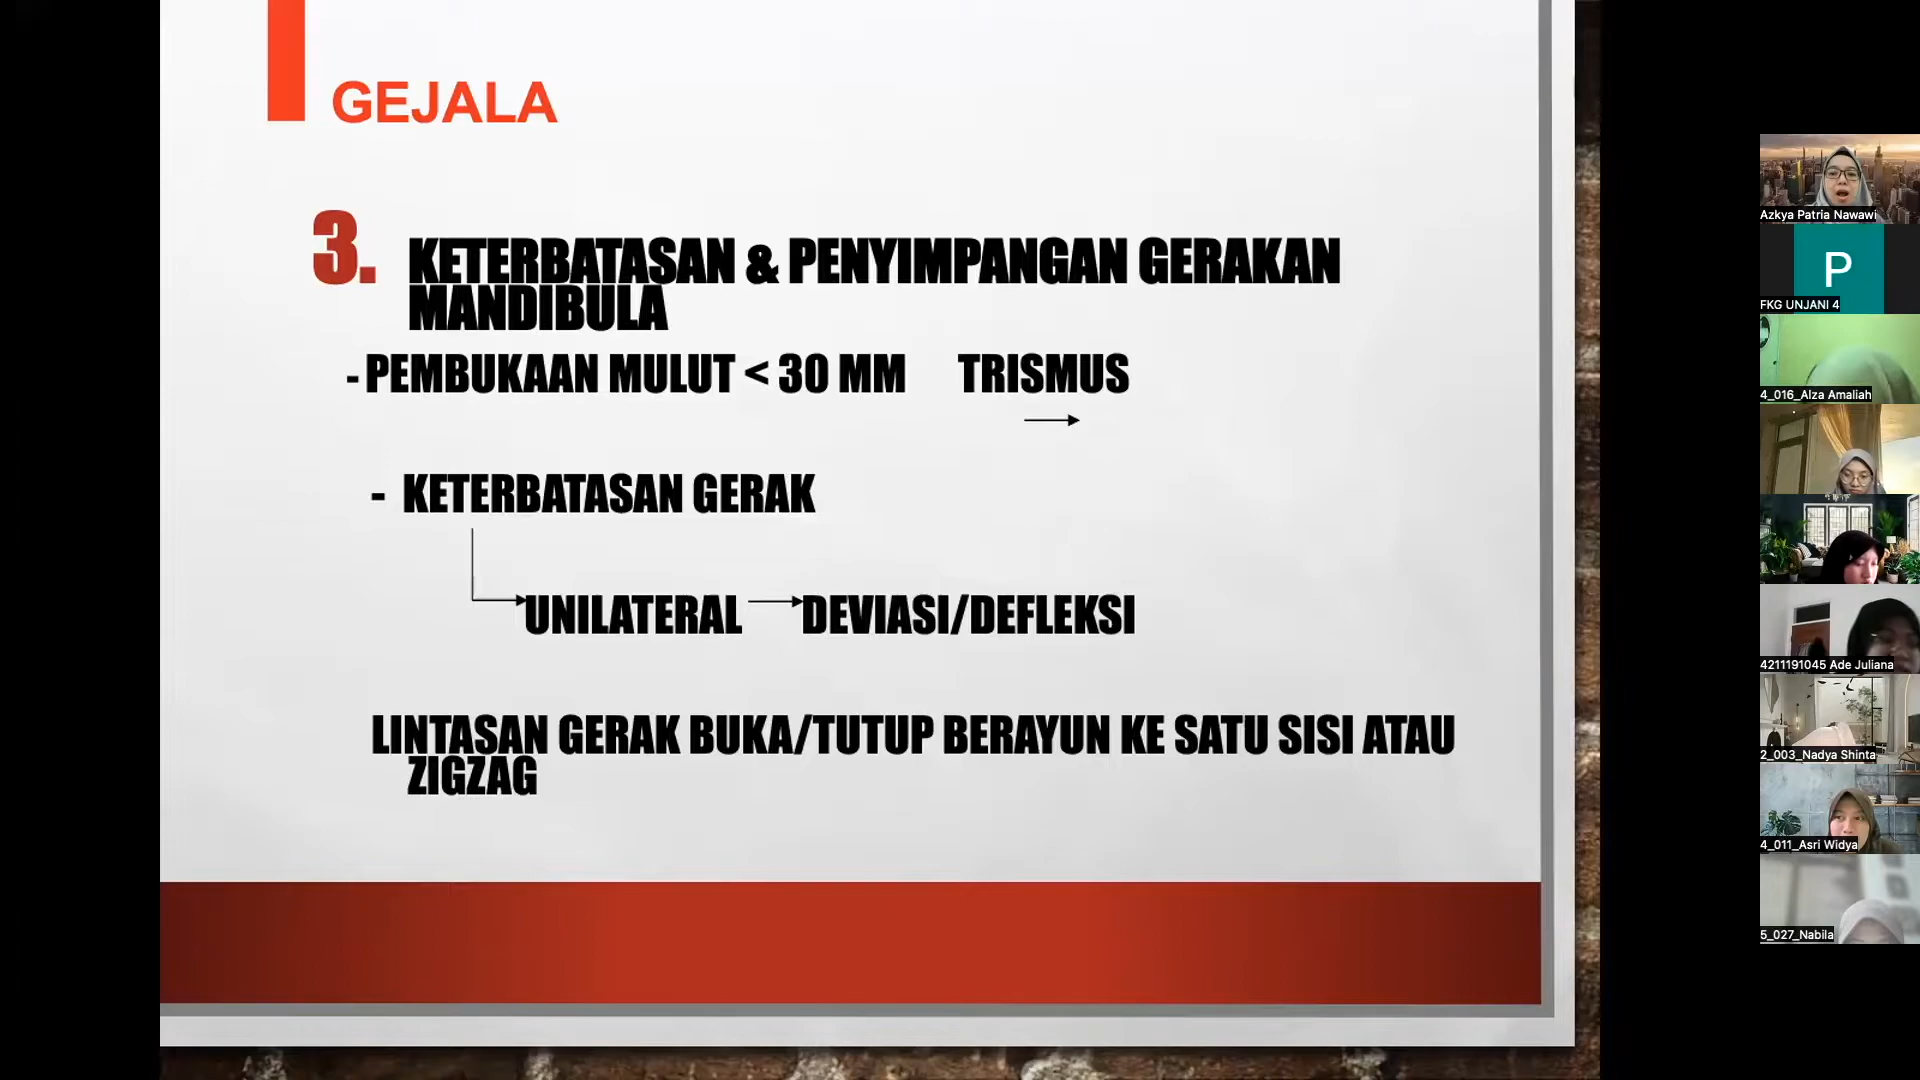 GEJALA
3. KETERBATASAN & PENYIMPANGAN GERAKAN
MANDIBULA
- PEMBUKAAN MULUT < 30 MM TRISMUS
- KETERBATASAN GERAK
UNILATERAL DEVIASI/DEFLEKSI
LINTASAN GERAK BUKA/TUTUP BERAYUN KE SATU SISI ATAU
ZIGZAG
Azkya Patria Nawawi
P
FKG UNJANI 4
4_016_Alza Amaliah
4211191045 Ade Juliana
2_003_Nadya Shinta
4_011_Asri Widya
5_027_Nabila